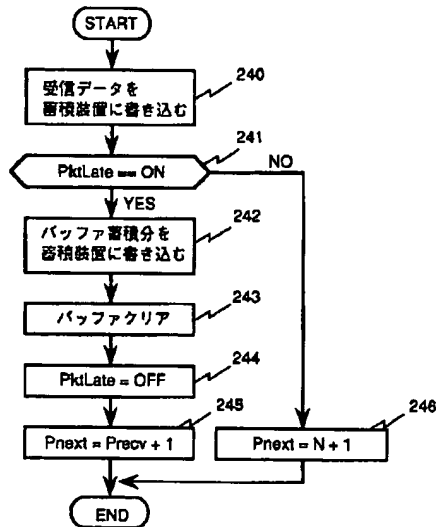 START
240
受信データを
蓄積装置に書き込む
241
PktLate == ON
NO
YES
242
バッファ蓄積分を
蓄積装置に書き込む
243
バッファクリア
244
PktLate = OFF
245
Pnext = Precv + 1
246
Pnext = N + 1
END